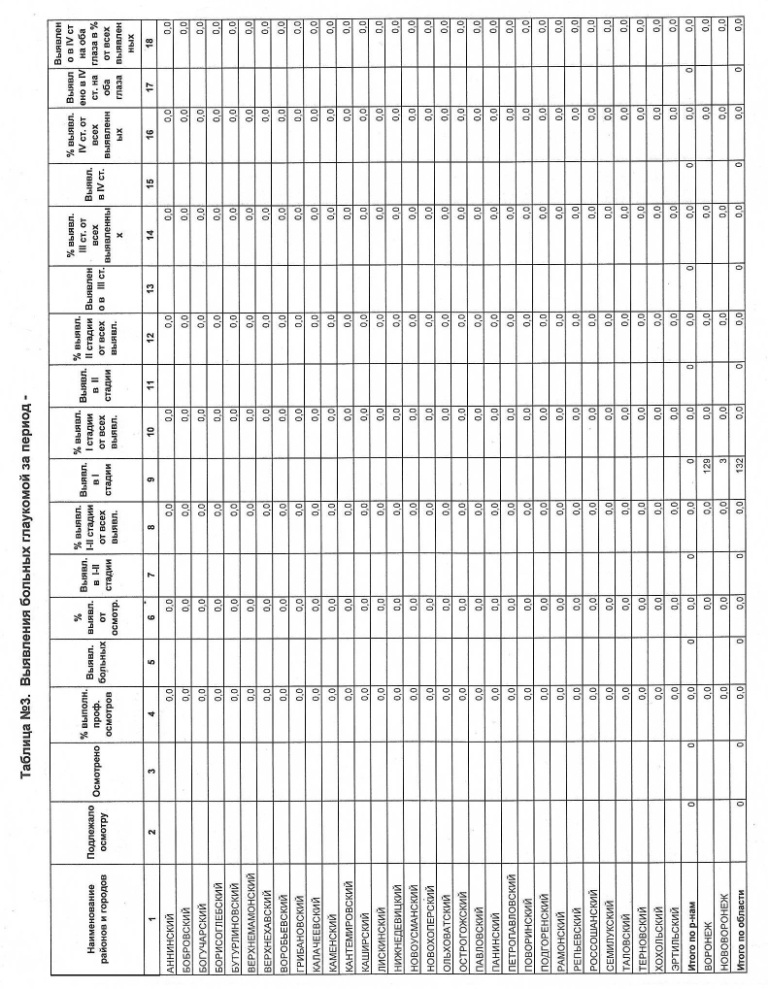 Таблица №3. Выявления больных глаукомой за период -
Наименование
районов и городов
Подлежало
осмотру
Осмотрено
% выполн.
проф.
осмотров
Выявл.
больных
%
выявл.
от
осмотр.
Выявл.
в I-II
стадии
% выявл.
I-II стадии
от всех
выявл.
Выявл.
в I
стадии
% выявл.
I стадии
от всех
выявл.
Выявл.
в II
стадии
% выявл.
II стадии
от всех
выявл.
Выявлен
о в III ст.
% выявл.
III ст. от
всех
выявленны
х
Выявл.
в IV ст.
% выявл.
IV ст. от
всех
выявленн
ых
Выявл
ено в IV
ст. на
оба
глаза
Выявлен
о в IV ст
на оба
глаза в %
от всех
выявлен
ных
1 2 3 4 5 6 7 8 9 10 11 12 13 14 15 16 17 18
АННИНСКИЙ 0,0 0,0 0,0 0,0 0,0 0,0 0,0 0,0
БОБРОВСКИЙ 0,0 0,0 0,0 0,0 0,0 0,0 0,0 0,0
БОГУЧАРСКИЙ 0,0 0,0 0,0 0,0 0,0 0,0 0,0 0,0
БОРИСОГЛЕБСКИЙ 0,0 0,0 0,0 0,0 0,0 0,0 0,0 0,0
БУТУРЛИНОВСКИЙ 0,0 0,0 0,0 0,0 0,0 0,0 0,0 0,0
ВЕРХНЕМАМОНСКИЙ 0,0 0,0 0,0 0,0 0,0 0,0 0,0 0,0
ВЕРХНЕХАВСКИЙ 0,0 0,0 0,0 0,0 0,0 0,0 0,0 0,0
ВОРОБЬЕВСКИЙ 0,0 0,0 0,0 0,0 0,0 0,0 0,0 0,0
ГРИБАНОВСКИЙ 0,0 0,0 0,0 0,0 0,0 0,0 0,0 0,0
КАЛАЧЕЕВСКИЙ 0,0 0,0 0,0 0,0 0,0 0,0 0,0 0,0
КАМЕНСКИЙ 0,0 0,0 0,0 0,0 0,0 0,0 0,0 0,0
КАНТЕМИРОВСКИЙ 0,0 0,0 0,0 0,0 0,0 0,0 0,0 0,0
КАШИРСКИЙ 0,0 0,0 0,0 0,0 0,0 0,0 0,0 0,0
ЛИСКИНСКИЙ 0,0 0,0 0,0 0,0 0,0 0,0 0,0 0,0
НИЖНЕДЕВИЦКИЙ 0,0 0,0 0,0 0,0 0,0 0,0 0,0 0,0
НОВОУСМАНСКИЙ 0,0 0,0 0,0 0,0 0,0 0,0 0,0 0,0
НОВОХОПЕРСКИЙ 0,0 0,0 0,0 0,0 0,0 0,0 0,0 0,0
ОЛЬХОВАТСКИЙ 0,0 0,0 0,0 0,0 0,0 0,0 0,0 0,0
ОСТРОГОЖСКИЙ 0,0 0,0 0,0 0,0 0,0 0,0 0,0 0,0
ПАВЛОВСКИЙ 0,0 0,0 0,0 0,0 0,0 0,0 0,0 0,0
ПАНИНСКИЙ 0,0 0,0 0,0 0,0 0,0 0,0 0,0 0,0
ПЕТРОПАВЛОВСКИЙ 0,0 0,0 0,0 0,0 0,0 0,0 0,0 0,0
ПОВОРИНСКИЙ 0,0 0,0 0,0 0,0 0,0 0,0 0,0 0,0
ПОДГОРЕНСКИЙ 0,0 0,0 0,0 0,0 0,0 0,0 0,0 0,0
РАМОНСКИЙ 0,0 0,0 0,0 0,0 0,0 0,0 0,0 0,0
РЕПЬЕВСКИЙ 0,0 0,0 0,0 0,0 0,0 0,0 0,0 0,0
РОССОШАНСКИЙ 0,0 0,0 0,0 0,0 0,0 0,0 0,0 0,0
СЕМИЛУКСКИЙ 0,0 0,0 0,0 0,0 0,0 0,0 0,0 0,0
ТАЛОВСКИЙ 0,0 0,0 0,0 0,0 0,0 0,0 0,0 0,0
ТЕРНОВСКИЙ 0,0 0,0 0,0 0,0 0,0 0,0 0,0 0,0
ХОХОЛЬСКИЙ 0,0 0,0 0,0 0,0 0,0 0,0 0,0 0,0
ЭРТИЛЬСКИЙ 0,0 0,0 0,0 0,0 0,0 0,0 0,0 0,0
Итого по р-нам 0 0 0,0 0 0,0 0 0,0 0 0,0 0 0,0 0 0,0 0 0,0 0 0,0
ВОРОНЕЖ 0,0 0,0 0,0 129 0,0 0,0 0,0 0,0 0,0
НОВОВОРОНЕЖ 0,0 0,0 0,0 3 0,0 0,0 0,0 0,0 0,0
Итого по области 0 0 0,0 0 0,0 0 0,0 132 0,0 0 0,0 0 0,0 0 0,0 0 0,0